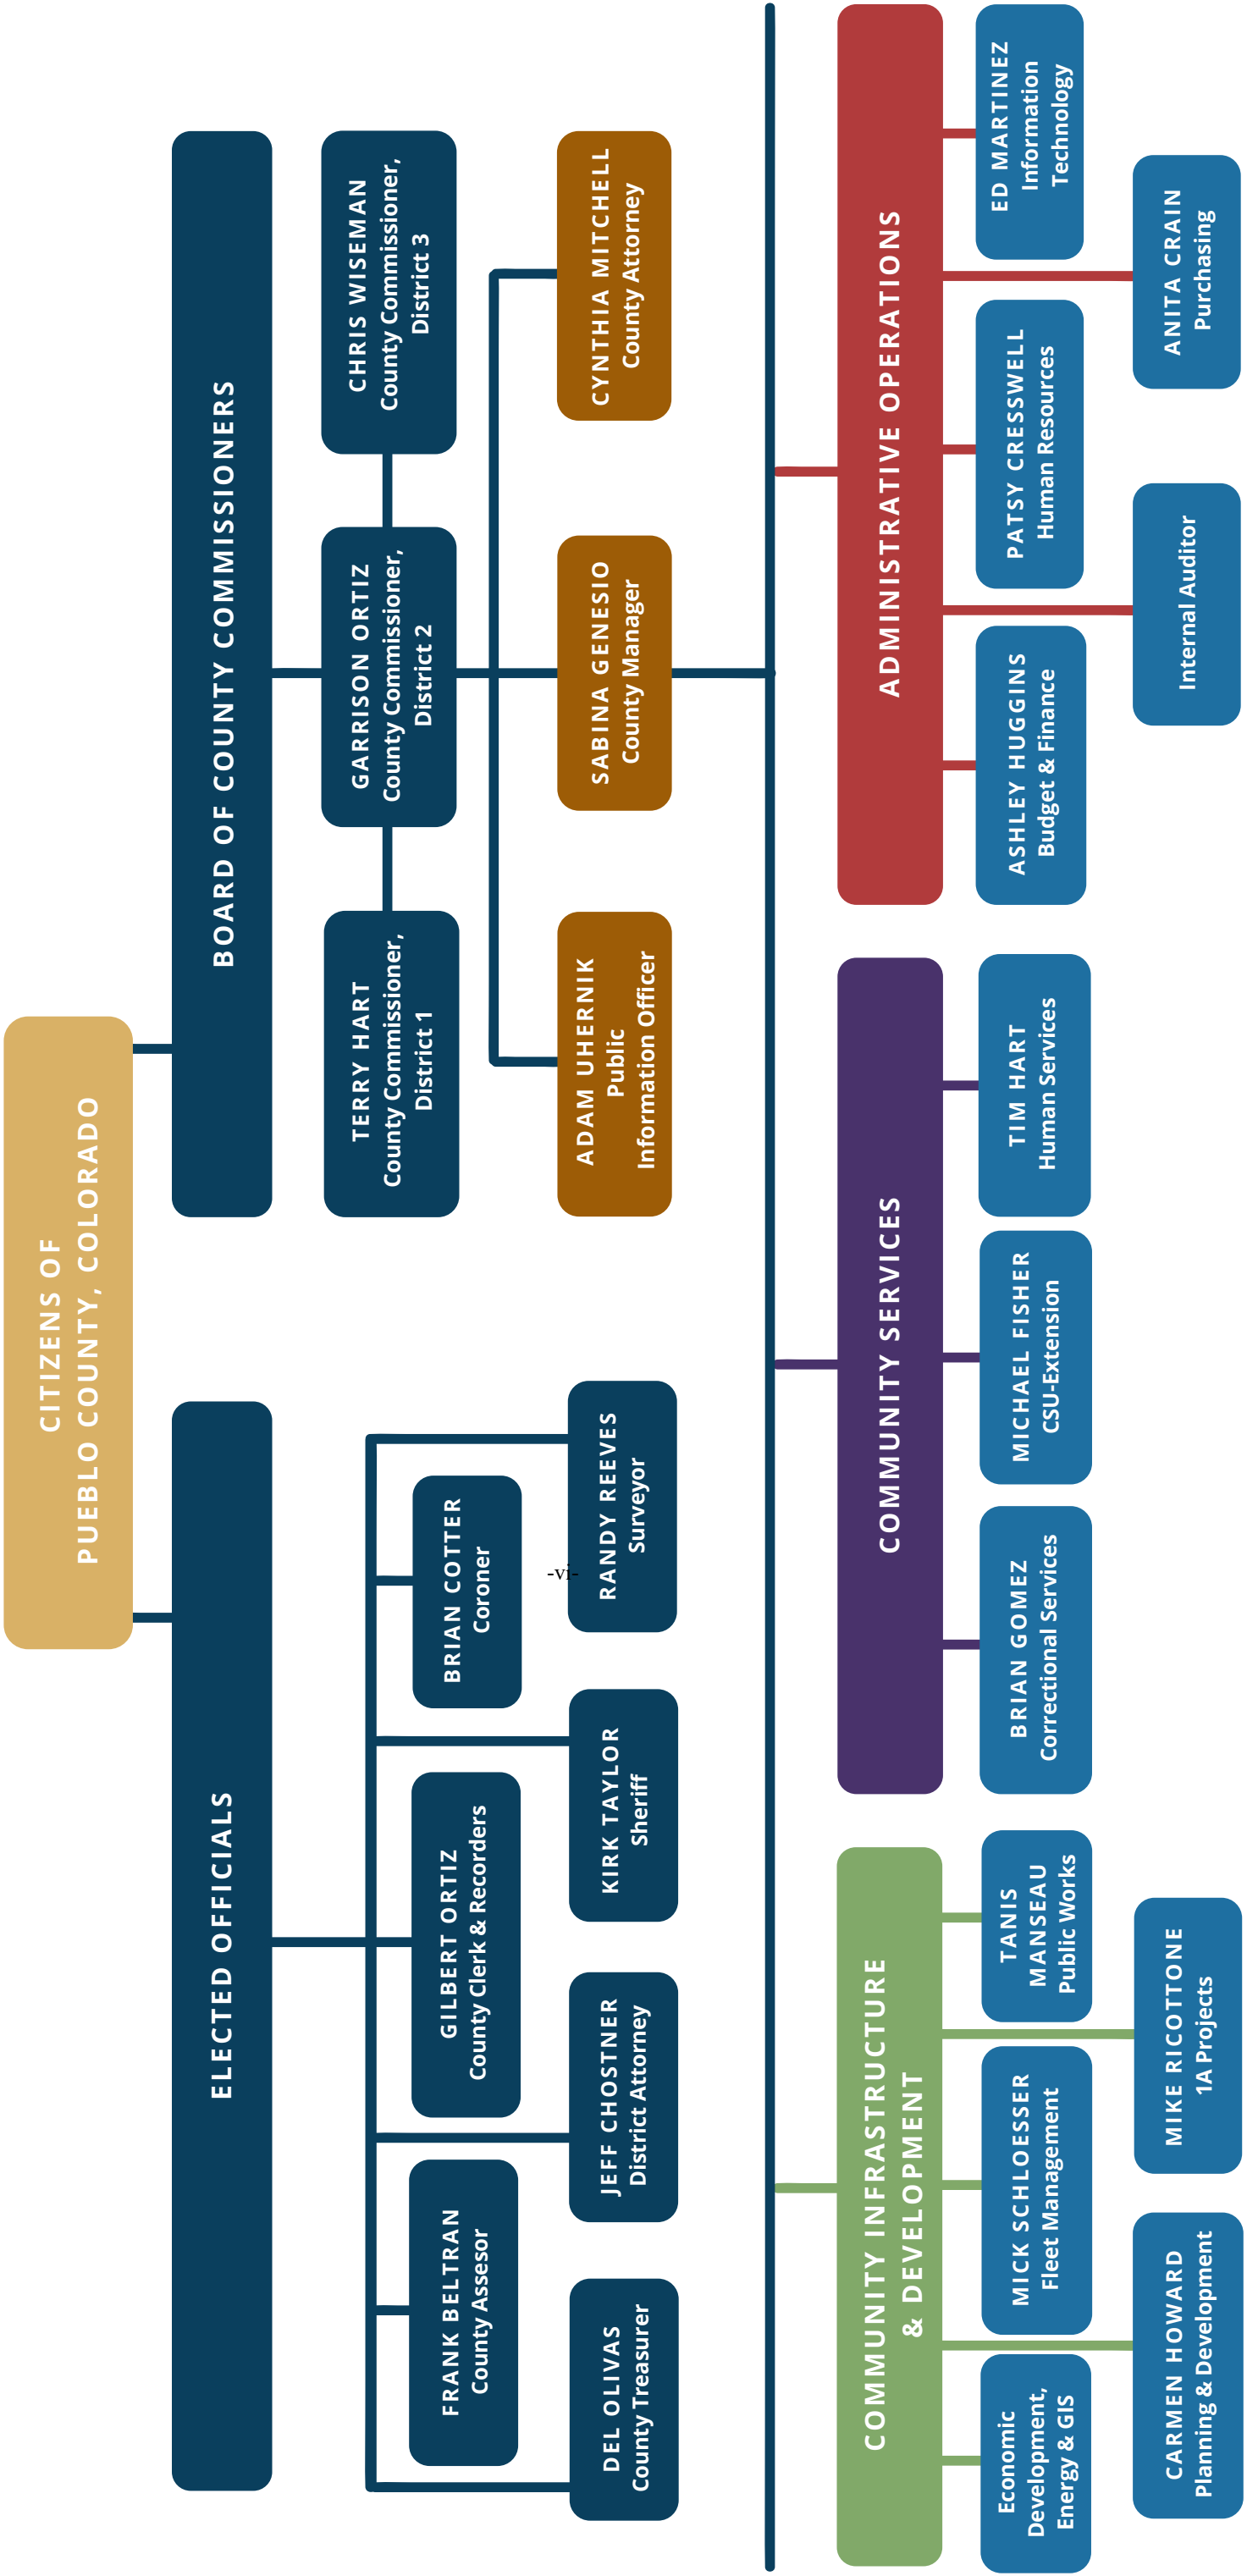 CITIZENS OF
PUEBLO COUNTY, COLORADO
ELECTED OFFICIALS
BOARD OF COUNTY COMMISSIONERS
FRANK BELTRAN
County Assesor
GILBERT ORTIZ
County Clerk & Recorders
BRIAN COTTER
Coroner
DEL OLIVAS
County Treasurer
JEFF CHOSTNER
District Attorney
KIRK TAYLOR
Sheriff
RANDY REEVES
Surveyor
-vi-
TERRY HART
County Commissioner,
District 1
GARRISON ORTIZ
County Commissioner,
District 2
CHRIS WISEMAN
County Commissioner,
District 3
ADAM UHERNIK
Public
Information Officer
SABINA GENESIO
County Manager
CYNTHIA MITCHELL
County Attorney
COMMUNITY INFRASTRUCTURE
& DEVELOPMENT
Economic
Development,
Energy & GIS
MICK SCHLOESSER
Fleet Management
TANIS
MANSEAU
Public Works
CARMEN HOWARD
Planning & Development
MIKE RICOTTONE
1A Projects
COMMUNITY SERVICES
BRIAN GOMEZ
Correctional Services
MICHAEL FISHER
CSU-Extension
TIM HART
Human Services
ADMINISTRATIVE OPERATIONS
ASHLEY HUGGINS
Budget & Finance
PATSY CRESSWELL
Human Resources
ED MARTINEZ
Information
Technology
Internal Auditor
ANITA CRAIN
Purchasing